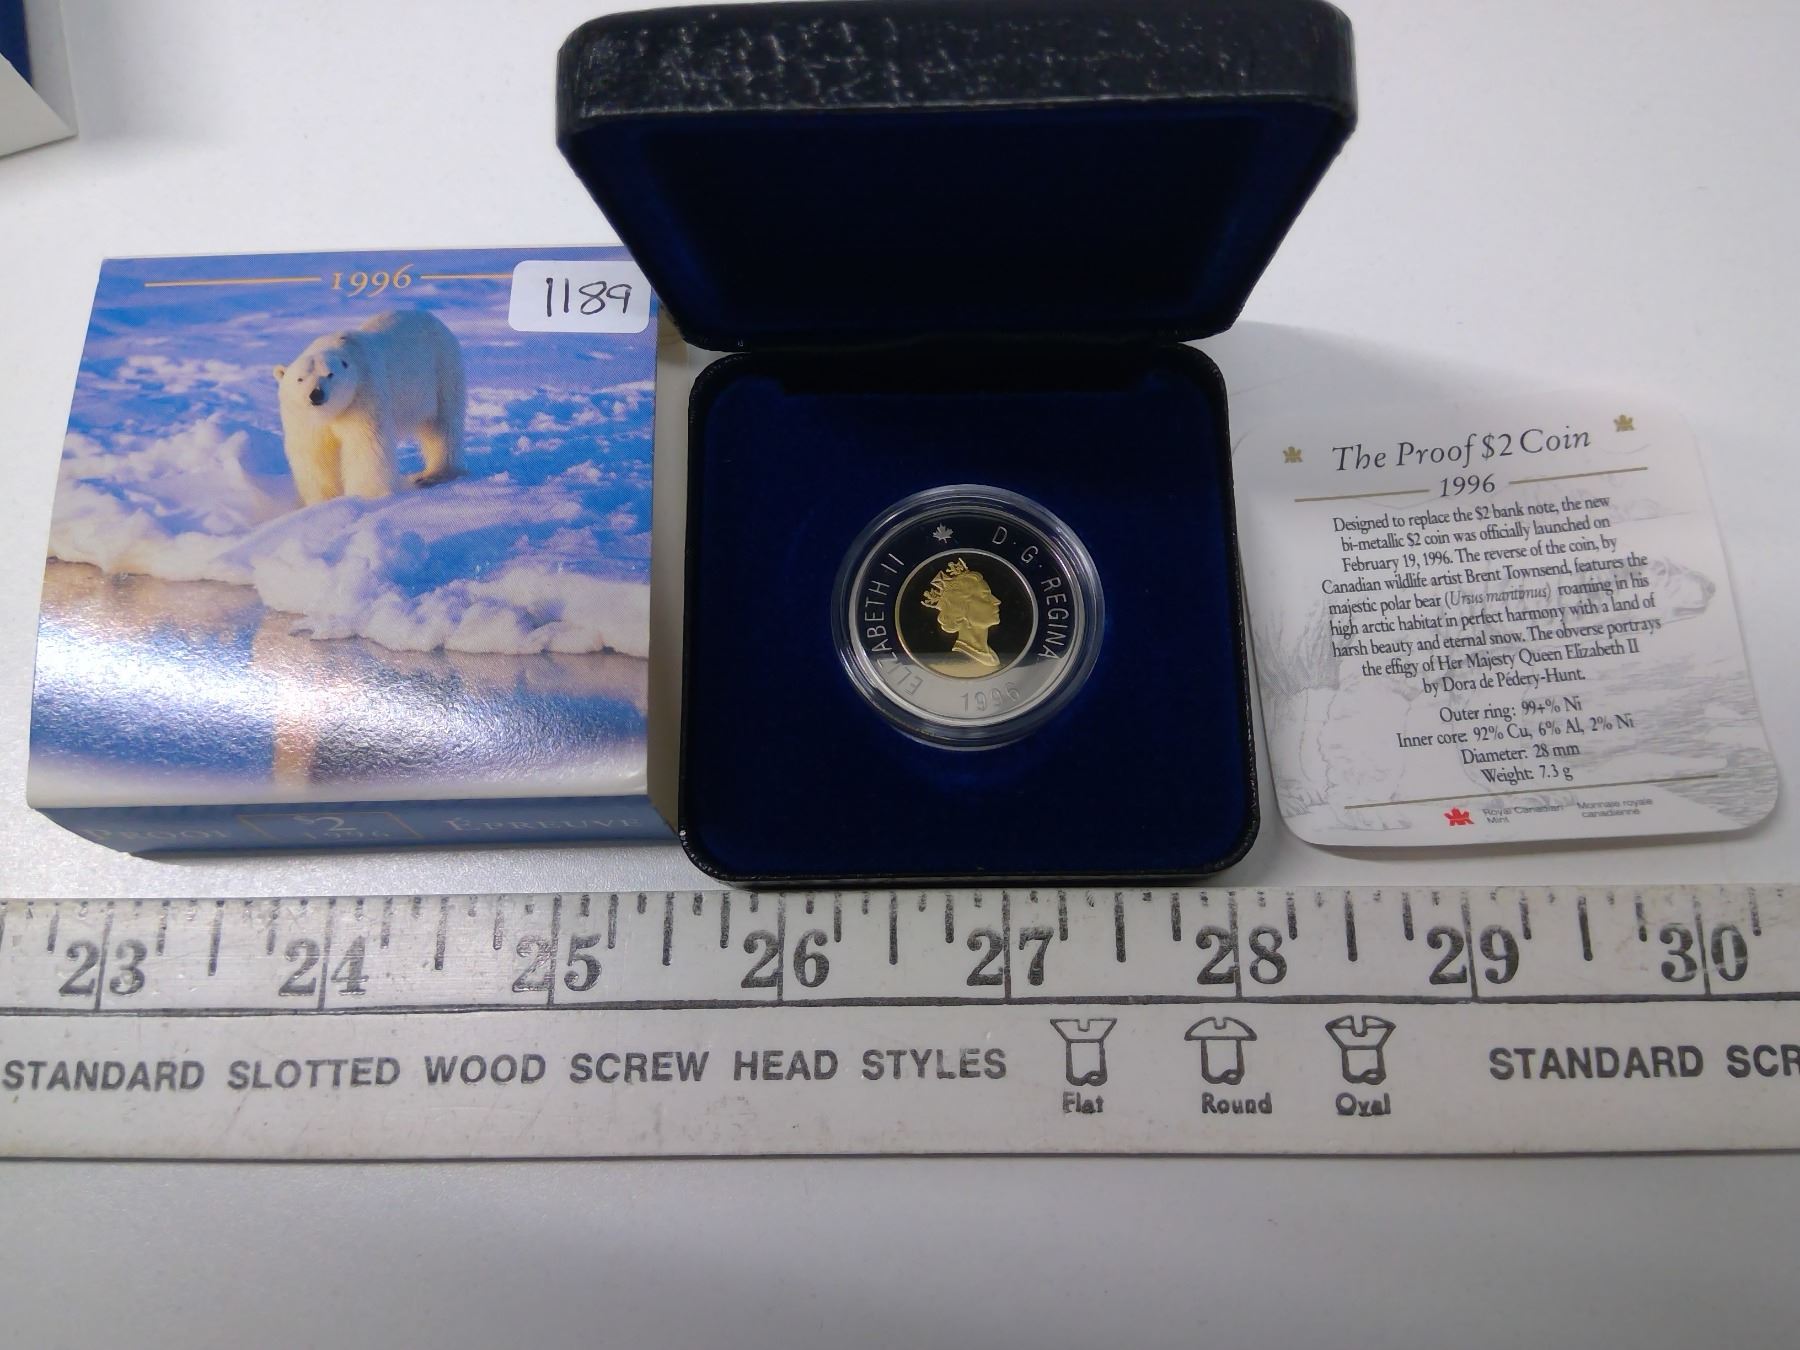 1996
1189
PROOF $2 1996 ÉPREUVE
ELIZABETH II D·G·REGINA
1996
The Proof $2 Coin
1996
Designed to replace the $2 bank note, the new
bi-metallic $2 coin was officially launched on
February 19, 1996. The reverse of the coin, by
Canadian wildlife artist Brent Townsend, features the
majestic polar bear (Ursus maritimus) roaming in his
high arctic habitat in perfect harmony with a land of
harsh beauty and eternal snow. The obverse portrays
the effigy of Her Majesty Queen Elizabeth II
by Dora de Pédery-Hunt.
Outer ring: 99+% Ni
Inner core: 92% Cu, 6% Al, 2% Ni
Diameter: 28 mm
Weight: 7.3 g
Royal Canadian Mint
Monnaie royale canadienne
23 24 25 26 27 28 29 30
STANDARD SLOTTED WOOD SCREW HEAD STYLES
Flat Round Oval
STANDARD SCR